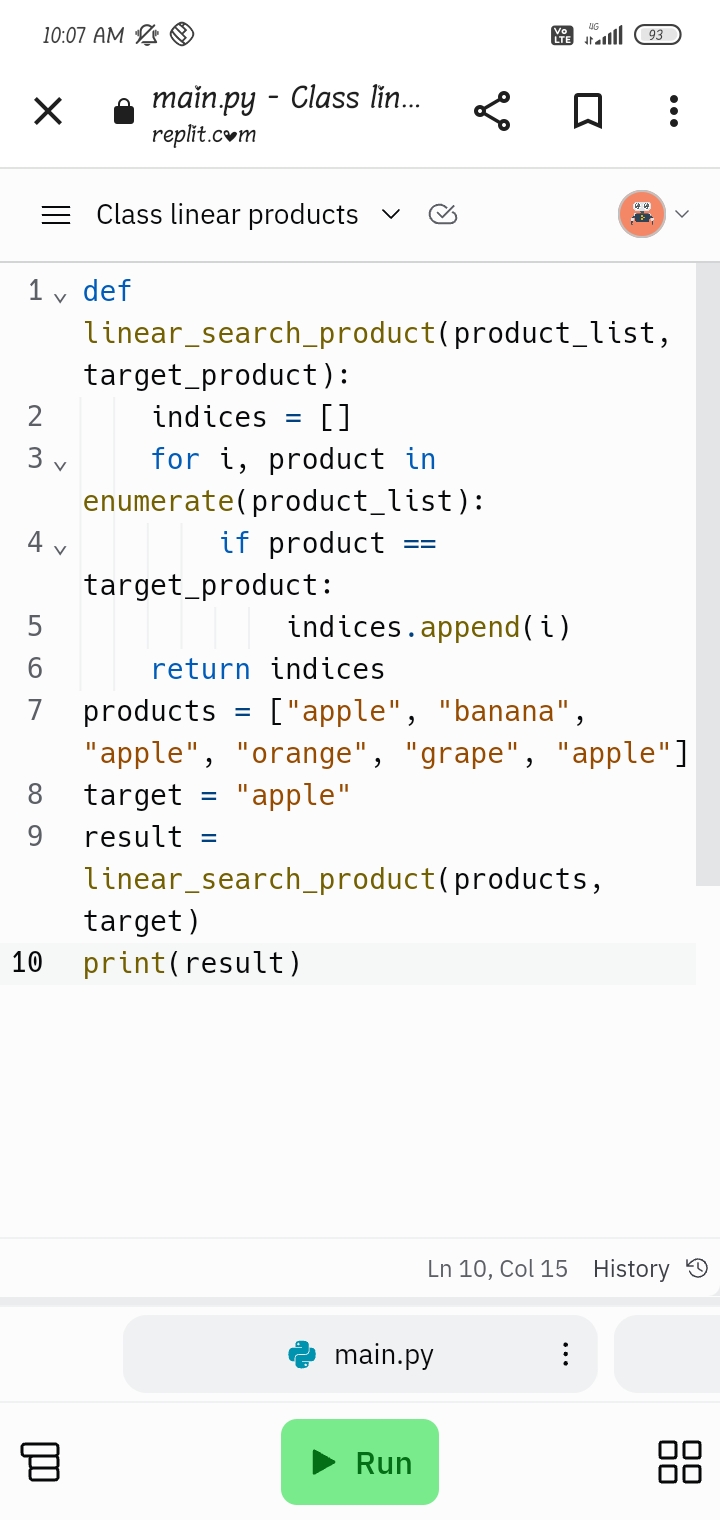 10:07 AM
Vo LTE
4G
93
main.py - Class lin...
replit.com
Class linear products
1 def
linear_search_product(product_list,
target_product):
2 indices = []
3 for i, product in
enumerate(product_list):
4 if product ==
target_product:
5 indices.append(i)
6 return indices
7 products = ["apple", "banana",
"apple", "orange", "grape", "apple"]
8 target = "apple"
9 result =
linear_search_product(products,
target)
10 print(result)
Ln 10, Col 15 History
main.py
Run